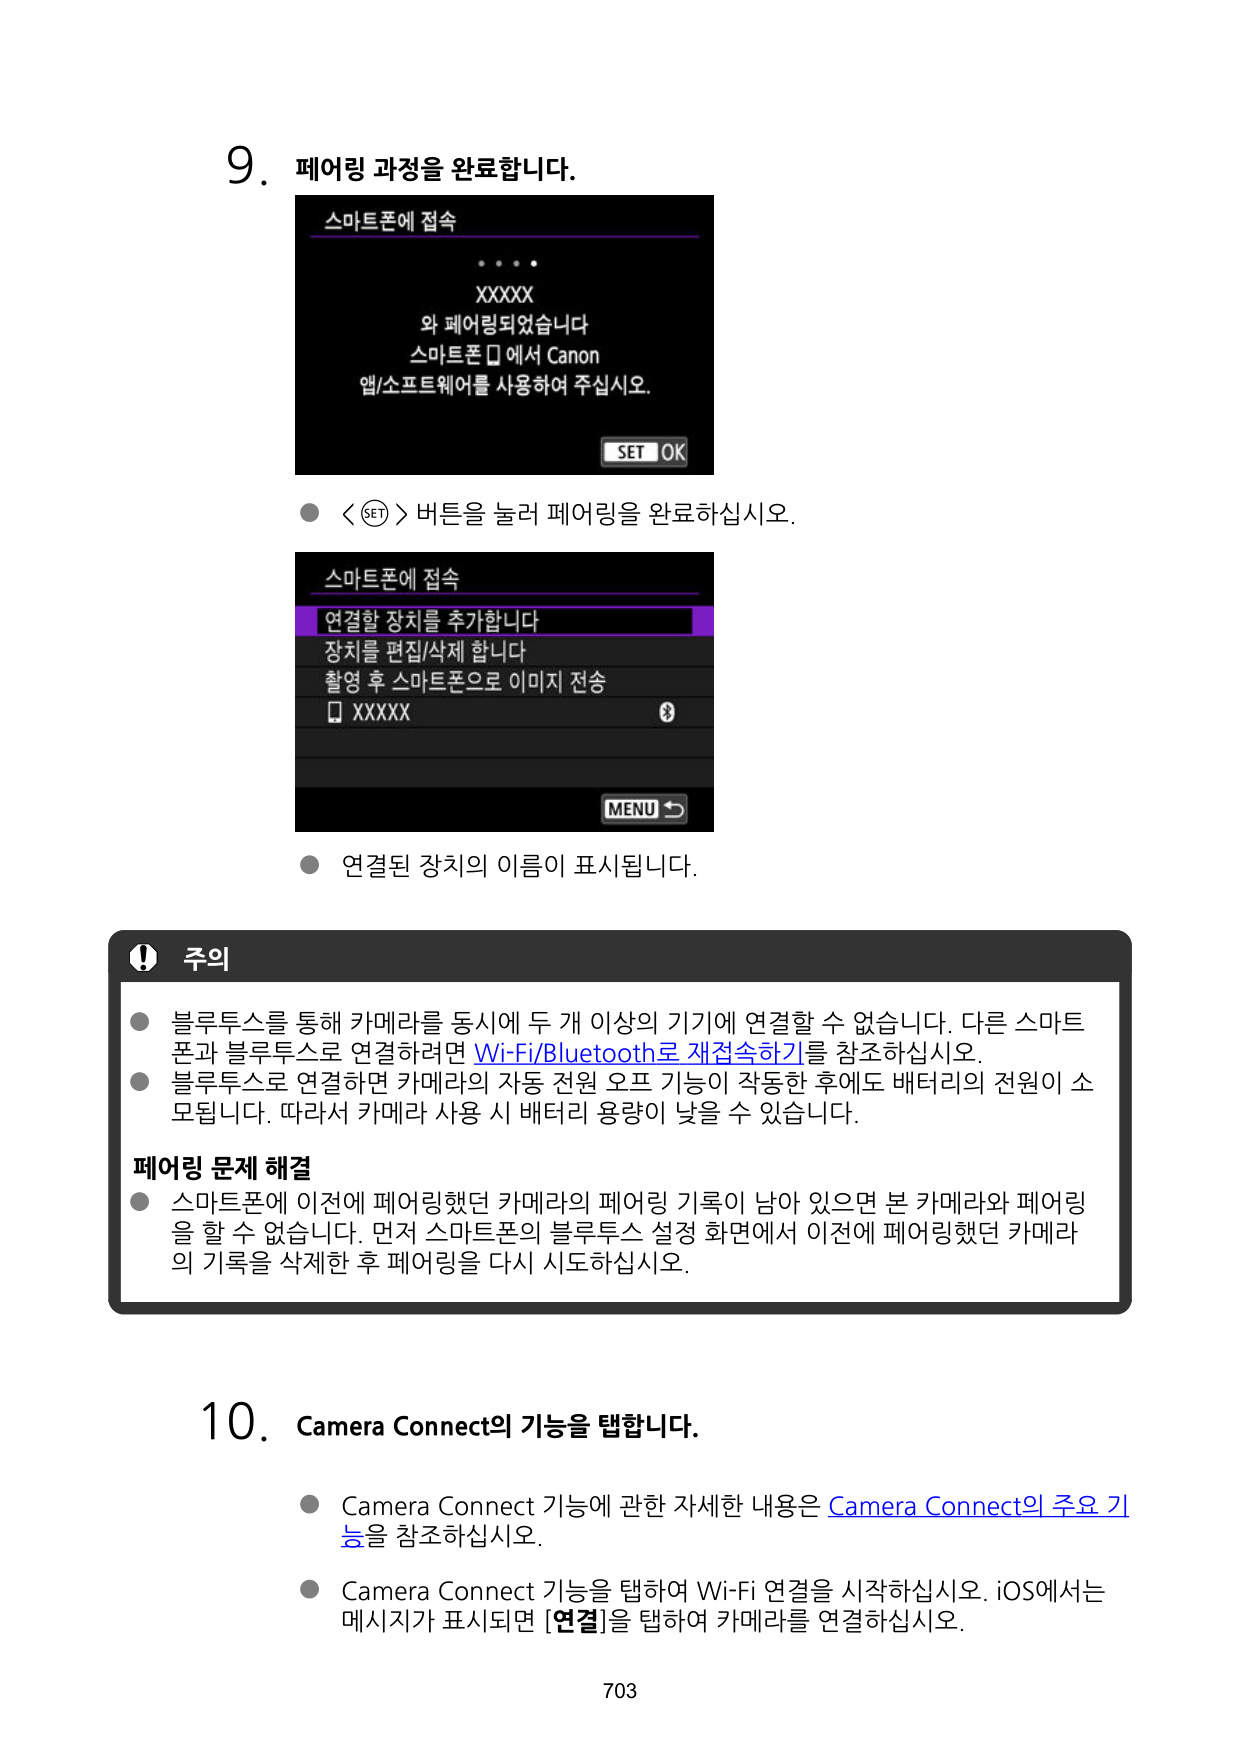 9. 페어링 과정을 완료합니다.
스마트폰에 접속
XXXXX
와 페어링되었습니다
스마트폰 에서 Canon
앱/소프트웨어를 사용하여 주십시오.
SET OK
● < SET > 버튼을 눌러 페어링을 완료하십시오.
스마트폰에 접속
연결할 장치를 추가합니다
장치를 편집/삭제 합니다
촬영 후 스마트폰으로 이미지 전송
XXXXX
MENU
● 연결된 장치의 이름이 표시됩니다.
주의
● 블루투스를 통해 카메라를 동시에 두 개 이상의 기기에 연결할 수 없습니다. 다른 스마트
폰과 블루투스로 연결하려면 Wi-Fi/Bluetooth로 재접속하기를 참조하십시오.
● 블루투스로 연결하면 카메라의 자동 전원 오프 기능이 작동한 후에도 배터리의 전원이 소
모됩니다. 따라서 카메라 사용 시 배터리 용량이 낮을 수 있습니다.
페어링 문제 해결
● 스마트폰에 이전에 페어링했던 카메라의 페어링 기록이 남아 있으면 본 카메라와 페어링
을 할 수 없습니다. 먼저 스마트폰의 블루투스 설정 화면에서 이전에 페어링했던 카메라
의 기록을 삭제한 후 페어링을 다시 시도하십시오.
10. Camera Connect의 기능을 탭합니다.
● Camera Connect 기능에 관한 자세한 내용은 Camera Connect의 주요 기
능을 참조하십시오.
● Camera Connect 기능을 탭하여 Wi-Fi 연결을 시작하십시오. iOS에서는
메시지가 표시되면 [연결]을 탭하여 카메라를 연결하십시오.
703